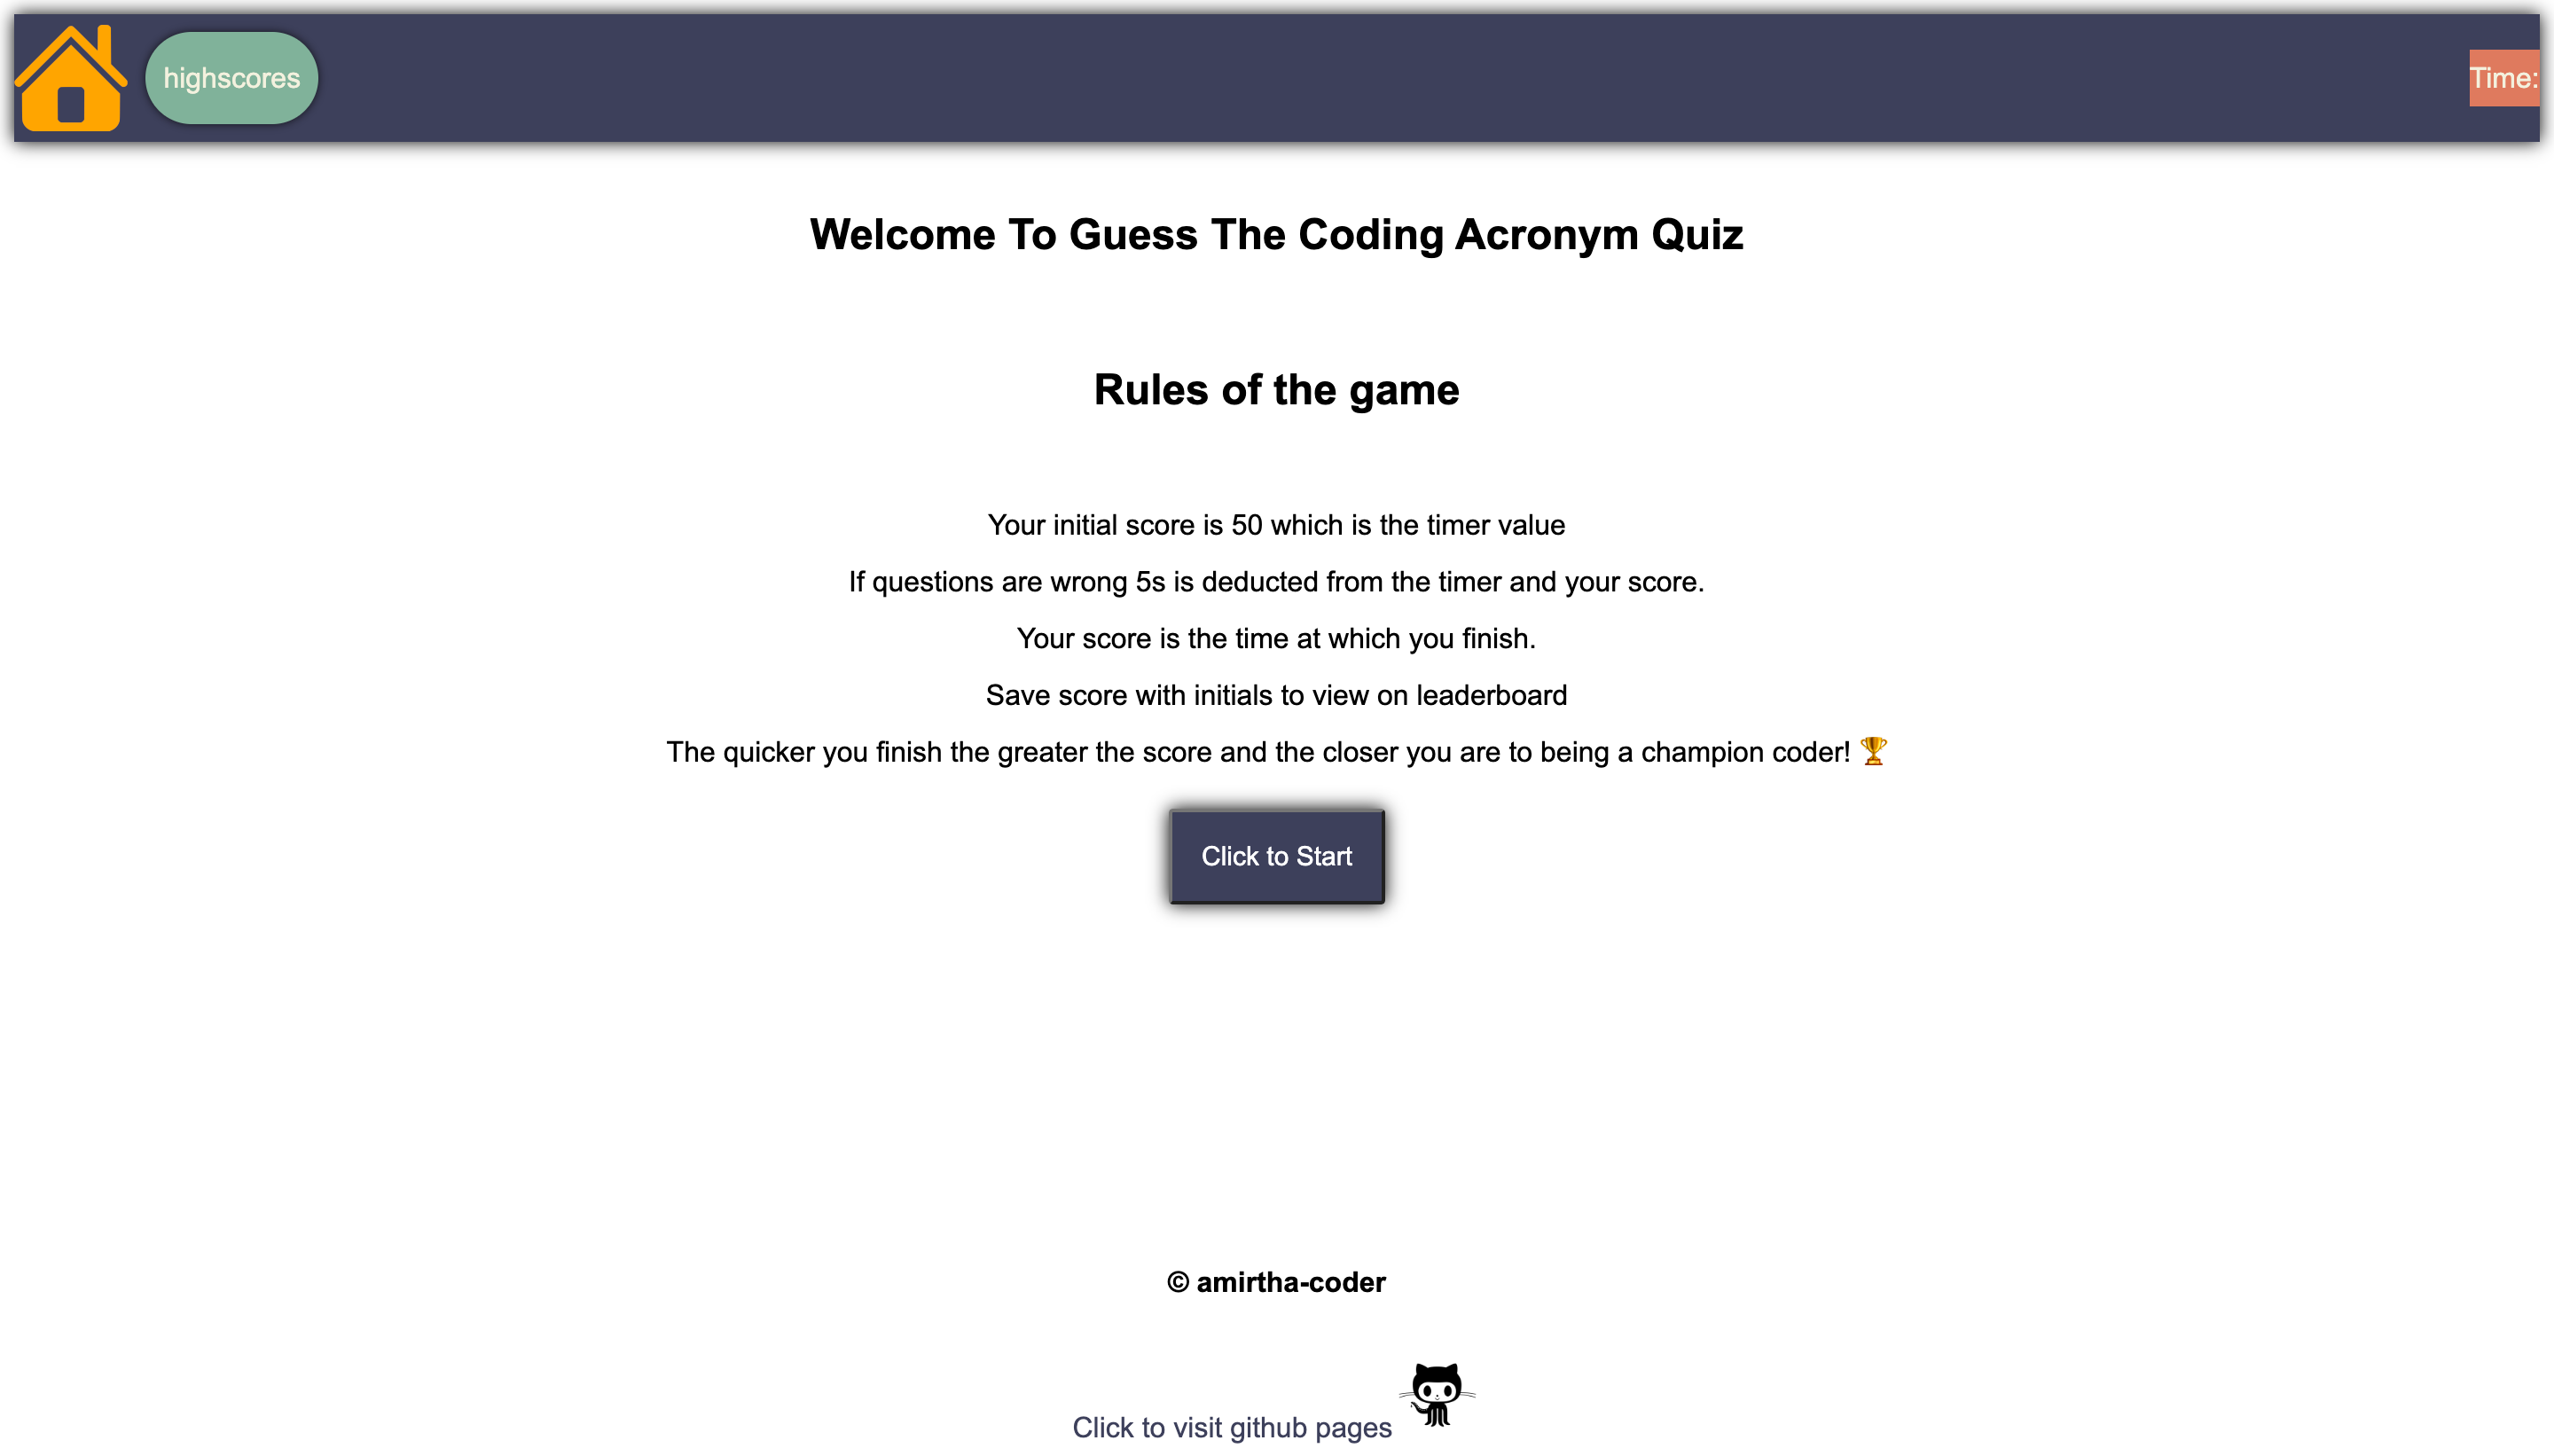 highscores
Time:
Welcome To Guess The Coding Acronym Quiz
Rules of the game
Your initial score is 50 which is the timer value
If questions are wrong 5s is deducted from the timer and your score.
Your score is the time at which you finish.
Save score with initials to view on leaderboard
The quicker you finish the greater the score and the closer you are to being a champion coder! 🏆
Click to Start
© amirtha-coder
Click to visit github pages